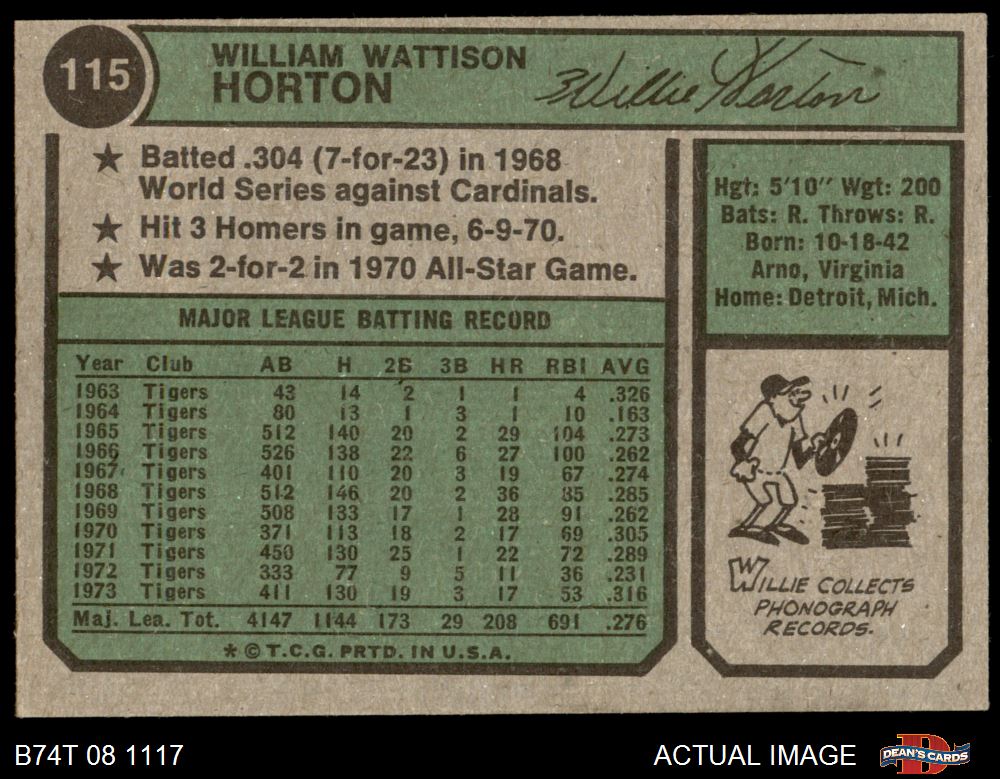 115
WILLIAM WATTISON
HORTON
Willie Horton
★ Batted .304 (7-for-23) in 1968
World Series against Cardinals.
★ Hit 3 Homers in game, 6-9-70.
★ Was 2-for-2 in 1970 All-Star Game.
Hgt: 5'10" Wgt: 200
Bats: R. Throws: R.
Born: 10-18-42
Arno, Virginia
Home: Detroit, Mich.
MAJOR LEAGUE BATTING RECORD
Year Club AB H 2B 3B HR RBI AVG
1963 Tigers 43 14 2 1 1 4 .326
1964 Tigers 80 13 1 3 1 10 .163
1965 Tigers 512 140 20 2 29 104 .273
1966 Tigers 526 138 22 6 27 100 .262
1967 Tigers 401 110 20 3 19 67 .274
1968 Tigers 512 146 20 2 36 85 .285
1969 Tigers 508 133 17 1 28 91 .262
1970 Tigers 371 113 18 2 17 69 .305
1971 Tigers 450 130 25 1 22 72 .289
1972 Tigers 333 77 9 5 11 36 .231
1973 Tigers 411 130 19 3 17 53 .316
Maj. Lea. Tot. 4147 1144 173 29 208 691 .276
* © T.C.G. PRTD. IN U.S.A.
WILLIE COLLECTS
PHONOGRAPH
RECORDS.
B74T 08 1117
ACTUAL IMAGE
D
DEAN'S CARDS